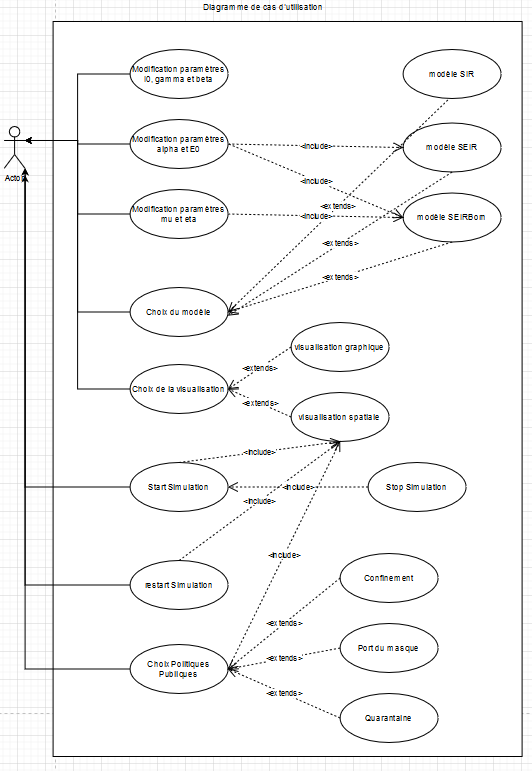 Diagramme de cas d'utilisation
Modification paramètres
I0, gamma et beta
modèle SIR
Actor
Modification paramètres
alpha et E0
<include>
modèle SEIR
<include>
Modification paramètres
mu et eta
<extends>
<include>
modèle SEIRBom
<extends>
<extends>
Choix du modèle
visualisation graphique
<extends>
Choix de la visualisation
<extends>
visualisation spatiale
<include>
Start Simulation
<include>
Stop Simulation
<include>
<include>
restart Simulation
Confinement
<extends>
Choix Politiques
Publiques
<extends>
Port du masque
<extends>
Quarantaine